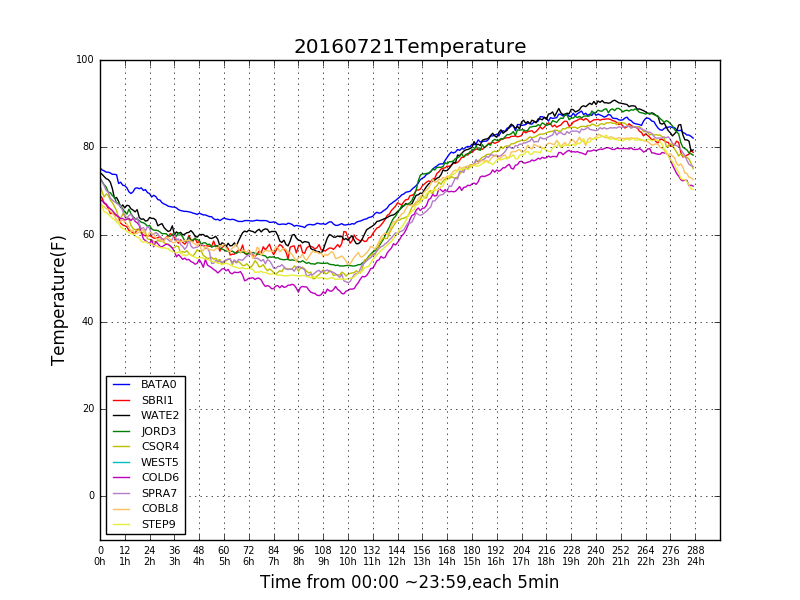 20160721Temperature
100
80
60
40
20
0
Temperature(F)
BATA0
SBRI1
WATE2
JORD3
CSQR4
WEST5
COLD6
SPRA7
COBL8
STEP9
0 12 24 36 48 60 72 84 96 108 120 132 144 156 168 180 192 204 216 228 240 252 264 276 288
0h 1h 2h 3h 4h 5h 6h 7h 8h 9h 10h 11h 12h 13h 14h 15h 16h 17h 18h 19h 20h 21h 22h 23h 24h
Time from 00:00 ~23:59,each 5min